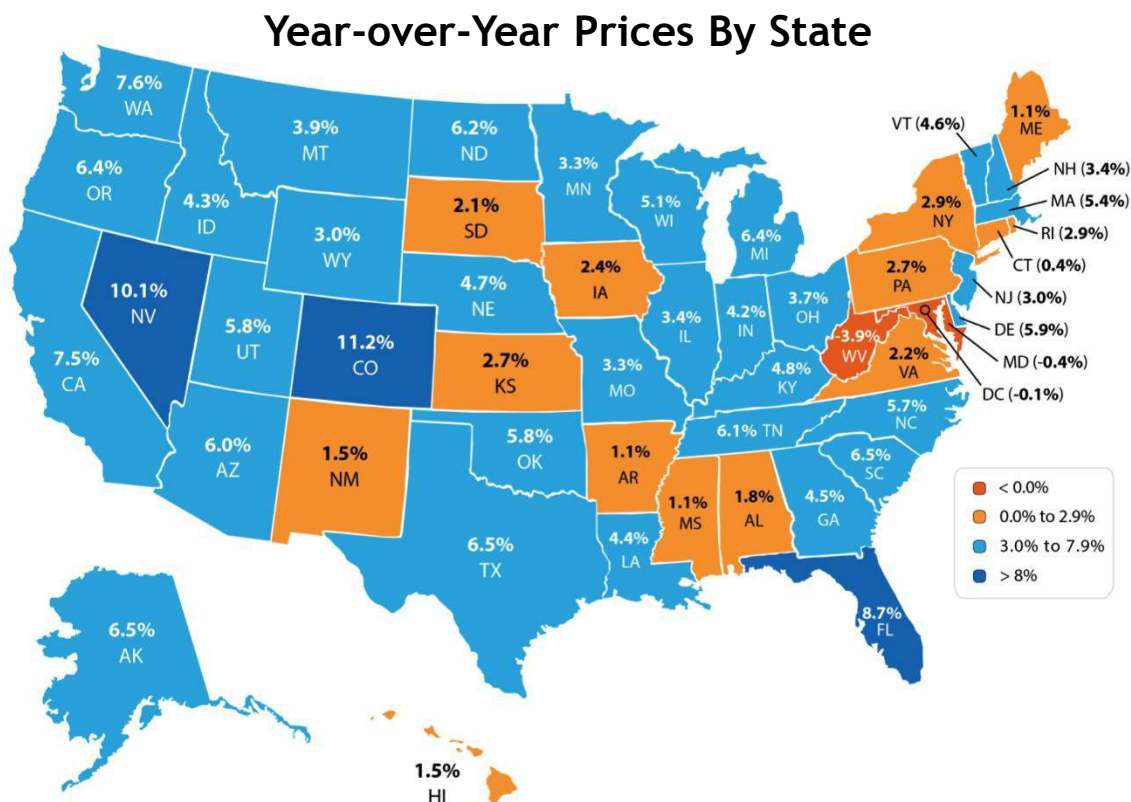 Year-over-Year Prices By State
7.6%
WA
6.4%
OR
4.3%
ID
3.9%
MT
3.0%
WY
6.2%
ND
2.1%
SD
4.7%
NE
3.3%
MN
5.1%
WI
6.4%
MI
2.4%
IA
3.4%
IL
4.2%
IN
3.7%
OH
10.1%
NV
7.5%
CA
5.8%
UT
11.2%
CO
2.7%
KS
3.3%
MO
4.8%
KY
-3.9%
WV
2.2%
VA
2.7%
PA
2.9%
NY
1.1%
ME
VT (4.6%)
NH (3.4%)
MA (5.4%)
RI (2.9%)
CT (0.4%)
NJ (3.0%)
DE (5.9%)
MD (-0.4%)
DC (-0.1%)
6.0%
AZ
1.5%
NM
5.8%
OK
6.5%
TX
1.1%
AR
4.4%
LA
1.1%
MS
1.8%
AL
6.1% TN
5.7%
NC
6.5%
SC
4.5%
GA
8.7%
FL
6.5%
AK
1.5%
HI
< 0.0%
0.0% to 2.9%
3.0% to 7.9%
> 8%